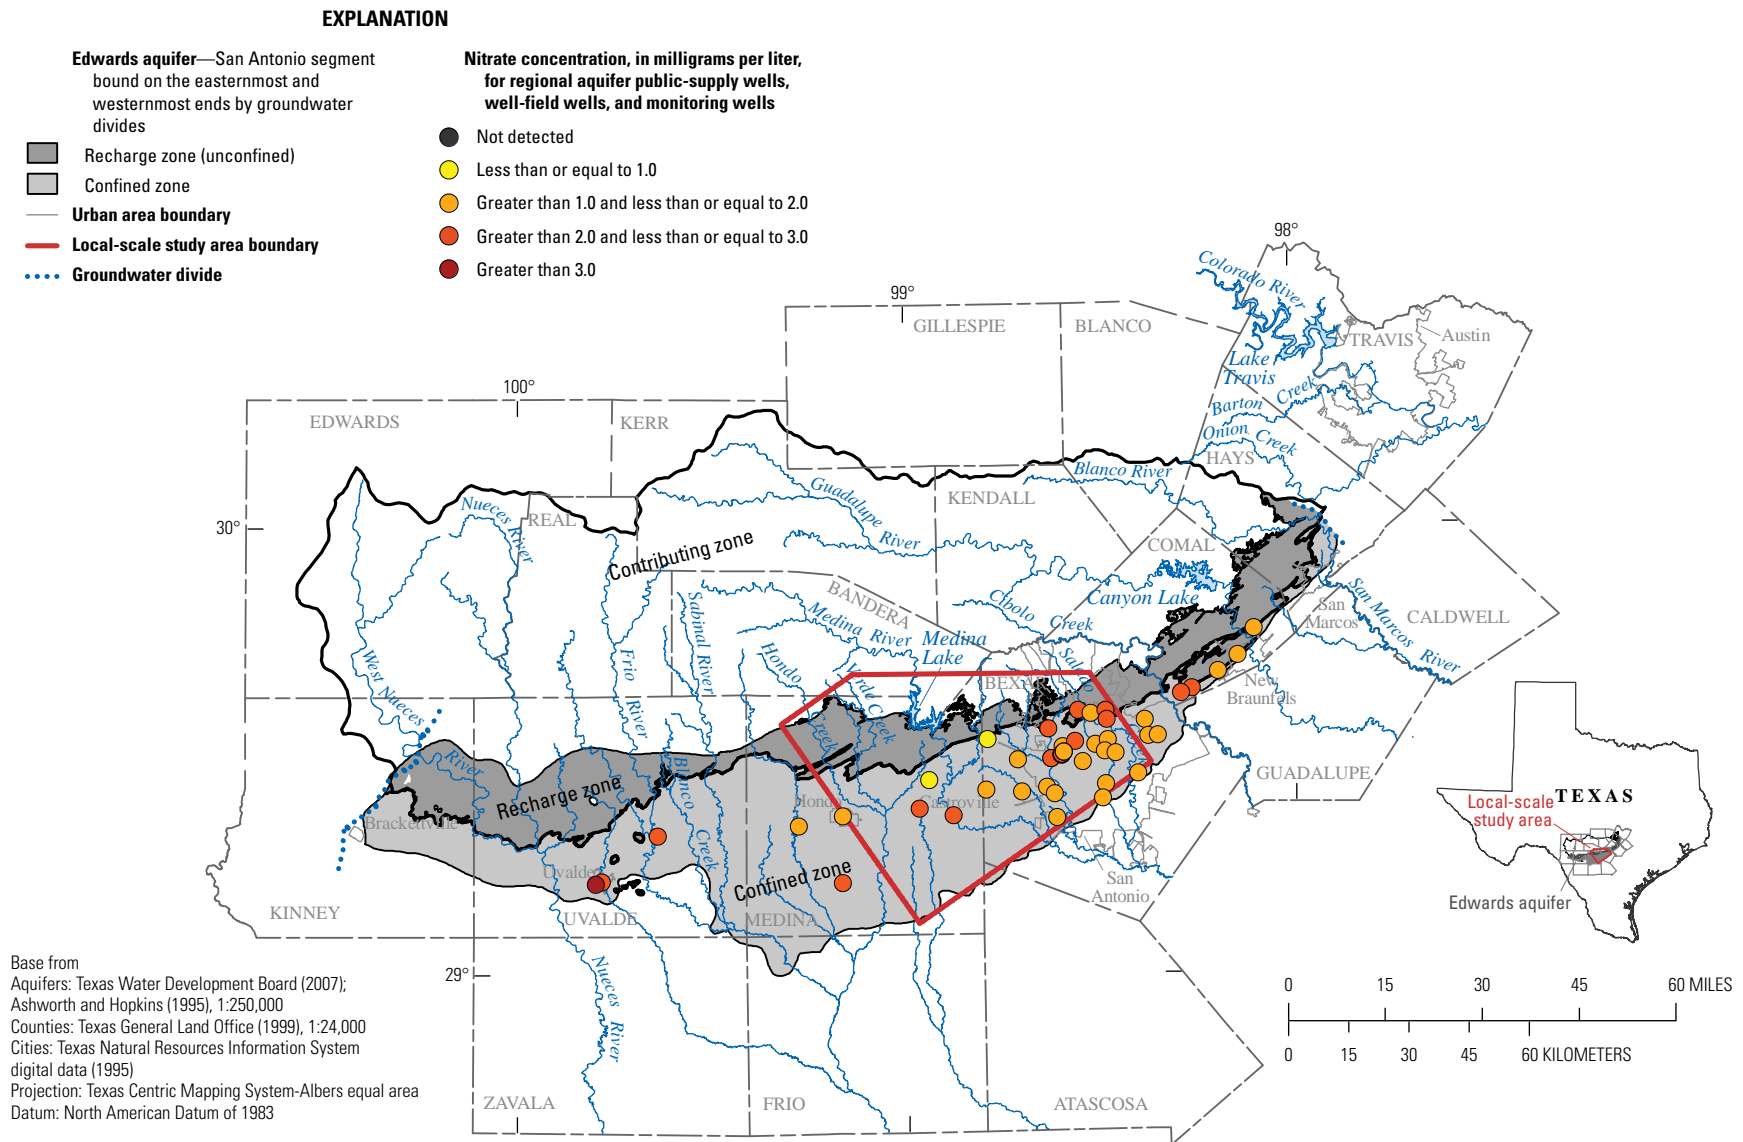 EXPLANATION
Edwards aquifer—San Antonio segment
bound on the easternmost and
westernmost ends by groundwater
divides
Recharge zone (unconfined)
Confined zone
Urban area boundary
Local-scale study area boundary
Groundwater divide
Nitrate concentration, in milligrams per liter,
for regional aquifer public-supply wells,
well-field wells, and monitoring wells
Not detected
Less than or equal to 1.0
Greater than 1.0 and less than or equal to 2.0
Greater than 2.0 and less than or equal to 3.0
Greater than 3.0
98°
99°
100°
30°
29°
Colorado River
GILLESPIE
BLANCO
TRAVIS
Austin
Lake
Travis
Barton Creek
Onion Creek
HAYS
EDWARDS
KERR
Blanco River
KENDALL
Guadalupe
River
Nueces
River
REAL
Contributing zone
COMAL
Canyon Lake
San
Marcos
San Marcos
River
CALDWELL
BANDERA
Cibolo
Creek
Sabinal River
Medina River
Medina
Lake
Hondo
Creek
Verde Creek
Salado
Creek
BEXAR
New
Braunfels
West Nueces
River
Frio
River
Recharge zone
Blanco
Creek
Hondo
Castroville
GUADALUPE
Brackettville
Uvalde
Confined zone
San
Antonio
KINNEY
UVALDE
MEDINA
Nueces
River
ZAVALA
FRIO
ATASCOSA
TEXAS
Local-scale
study area
Edwards aquifer
0 15 30 45 60 MILES
0 15 30 45 60 KILOMETERS
Base from
Aquifers: Texas Water Development Board (2007);
Ashworth and Hopkins (1995), 1:250,000
Counties: Texas General Land Office (1999), 1:24,000
Cities: Texas Natural Resources Information System
digital data (1995)
Projection: Texas Centric Mapping System-Albers equal area
Datum: North American Datum of 1983